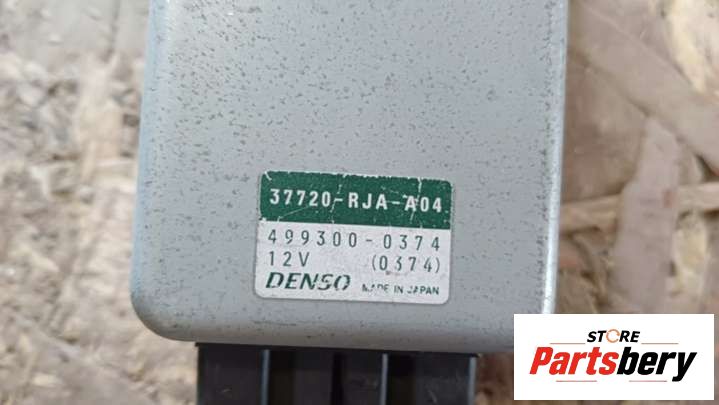 37720-RJA-A04
499300-0374
12V (0374)
DENSO MADE IN JAPAN
STORE
Partsbery